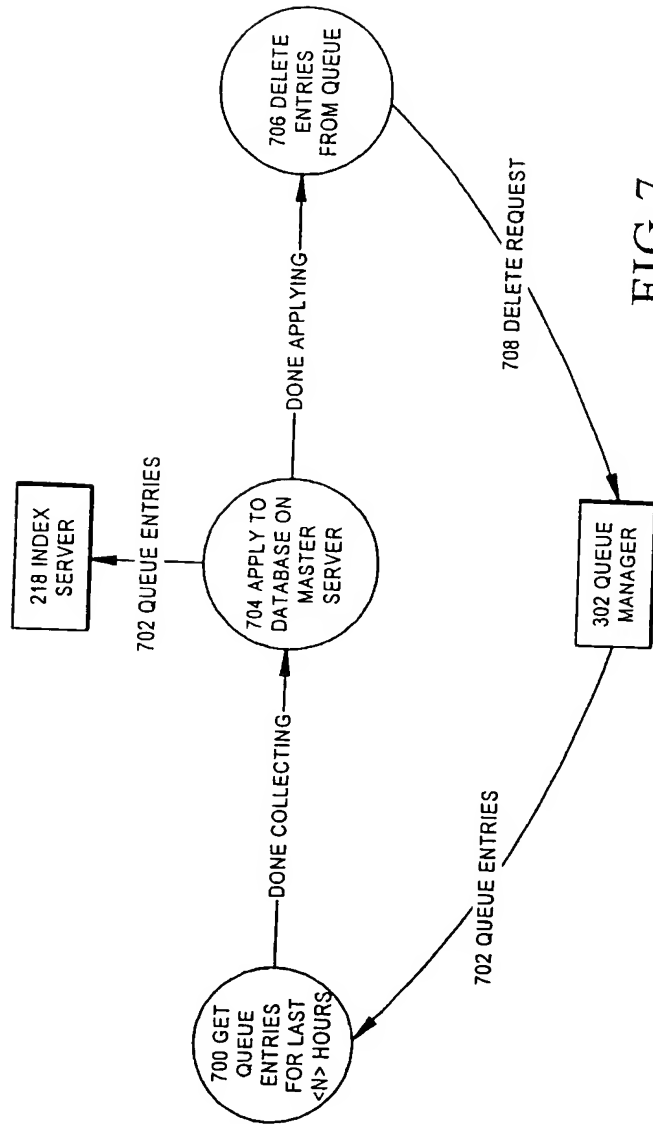 218 INDEX
SERVER
702 QUEUE ENTRIES
700 GET
QUEUE
ENTRIES
FOR LAST
<N> HOURS
DONE COLLECTING
704 APPLY TO
DATABASE ON
MASTER
SERVER
DONE APPLYING
706 DELETE
ENTRIES
FROM QUEUE
702 QUEUE ENTRIES
302 QUEUE
MANAGER
708 DELETE REQUEST
FIG. 7